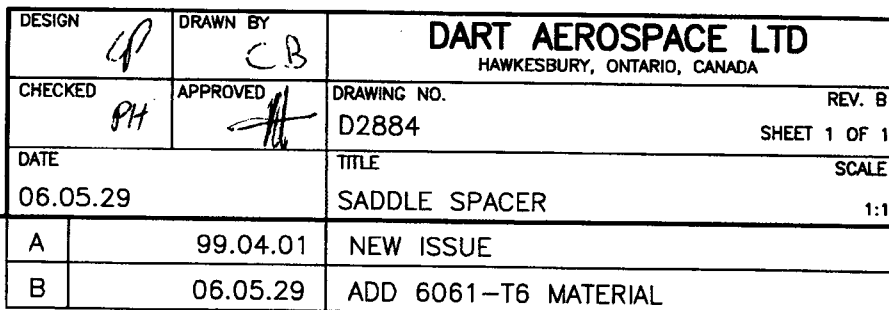 DESIGN
CP
DRAWN BY
CB
DART AEROSPACE LTD
HAWKESBURY, ONTARIO, CANADA
CHECKED
PH
APPROVED
DRAWING NO.
REV. B
D2884
SHEET 1 OF 1
DATE
TITLE
SCALE
06.05.29
SADDLE SPACER
1:1
A 99.04.01 NEW ISSUE
B 06.05.29 ADD 6061-T6 MATERIAL